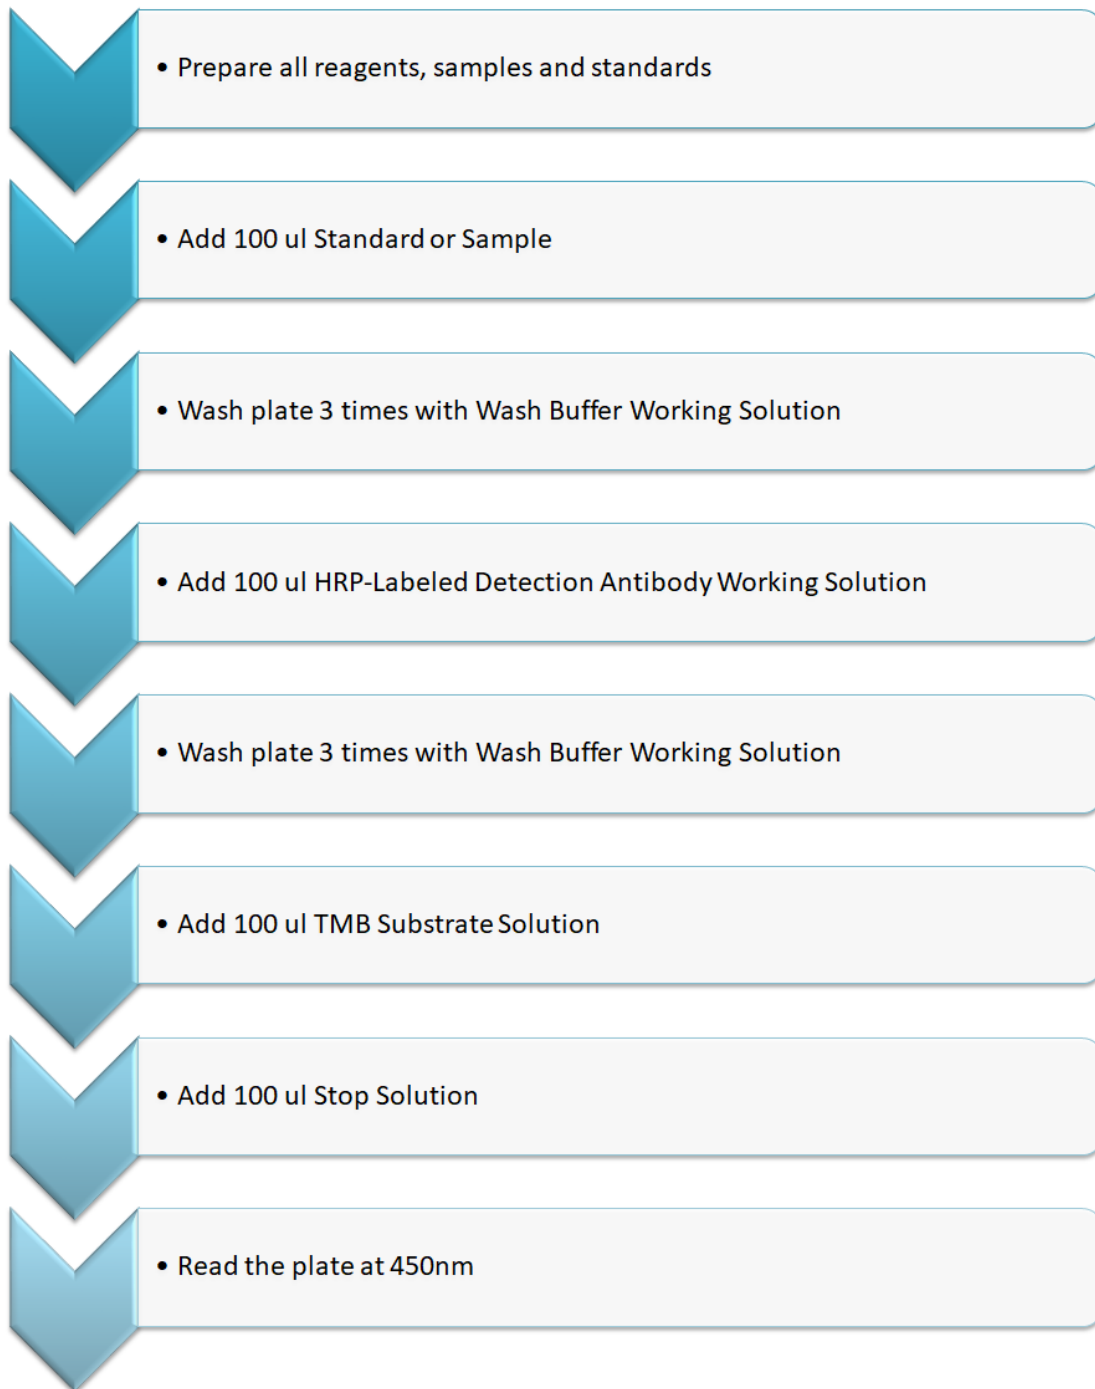 • Prepare all reagents, samples and standards
• Add 100 ul Standard or Sample
• Wash plate 3 times with Wash Buffer Working Solution
• Add 100 ul HRP-Labeled Detection Antibody Working Solution
• Wash plate 3 times with Wash Buffer Working Solution
• Add 100 ul TMB Substrate Solution
• Add 100 ul Stop Solution
• Read the plate at 450nm